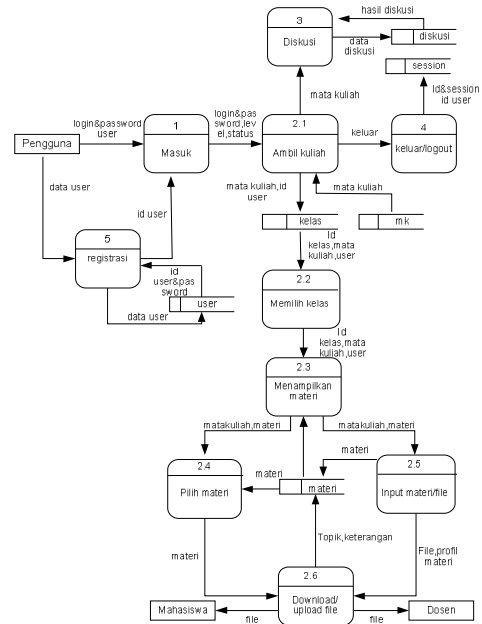 hasil diskusi
3
Diskusi
data
diskusi
diskusi
session
mata kuliah
Id&session
id user
login&password
user
login&pas
sword,lev
el,status
1
Masuk
2.1
Ambil kuliah
keluar
4
keluar/logout
Pengguna
data user
id user
mata kuliah,id
user
mata kuliah
kelas
mk
5
registrasi
id
user&pas
sword
user
data user
Id
kelas,mata
kuliah,user
2.2
Memilih kelas
Id
kelas,mata
kuliah,user
2.3
Menampilkan
materi
matakuliah,materi
matakuliah,materi
2.4
Pilih materi
materi
materi
materi
2.5
Input materi/file
materi
Topik,keterangan
File,profil
materi
2.6
Download/
upload file
Mahasiswa
file
file
Dosen